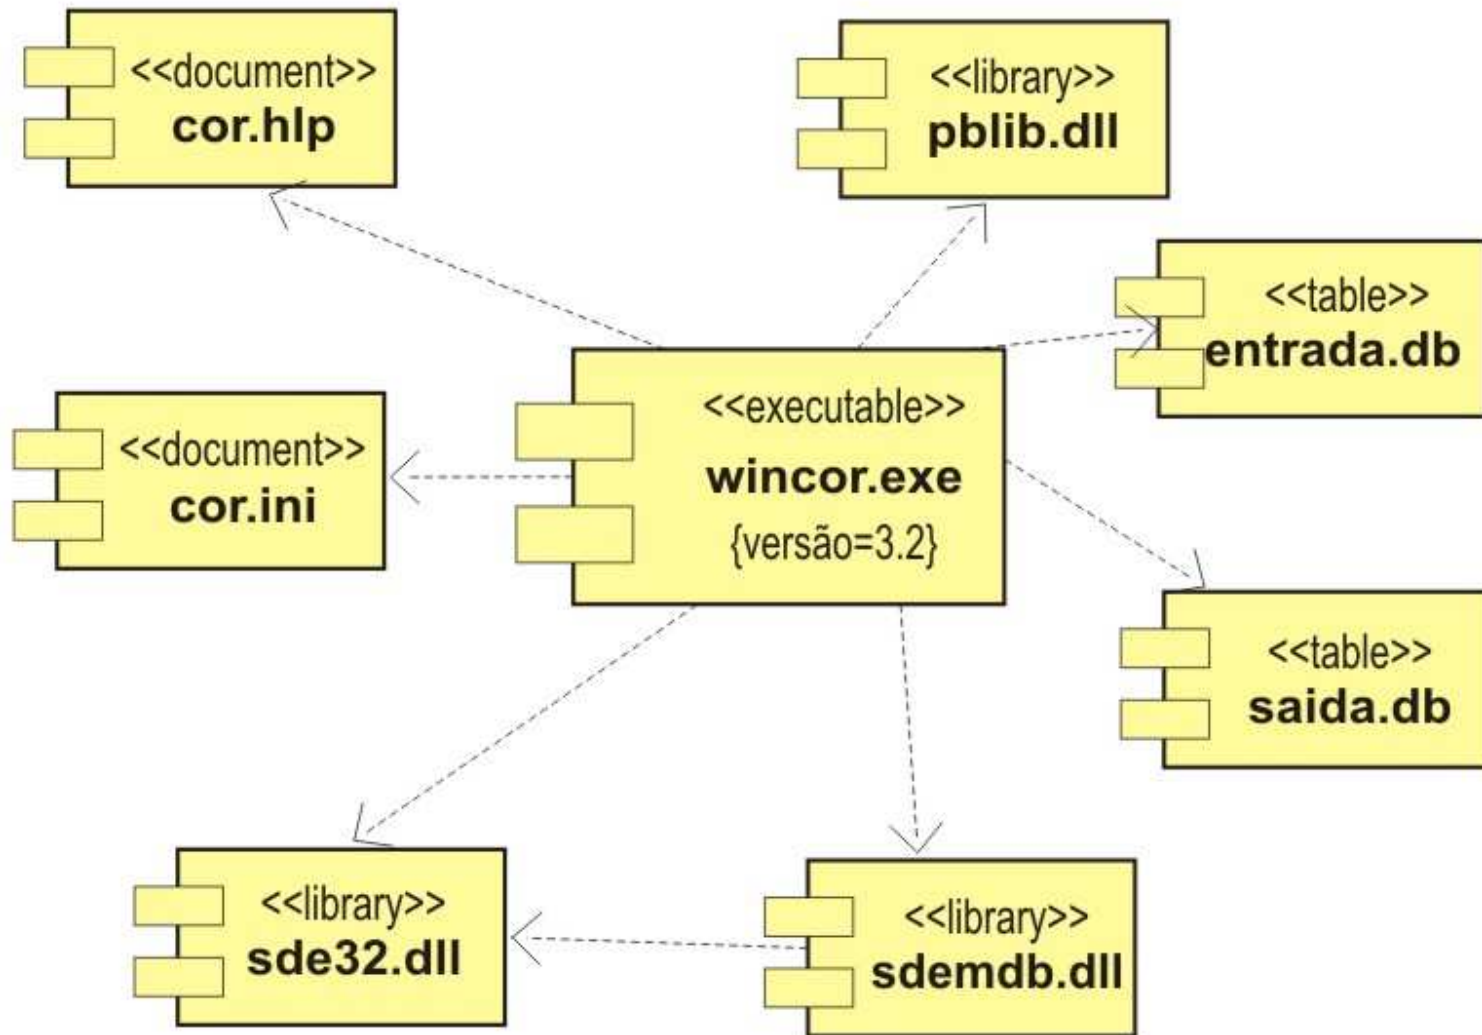 <<document>>
cor.hlp
<<library>>
pblib.dll
<<table>>
entrada.db
<<executable>>
wincor.exe
{versão=3.2}
<<document>>
cor.ini
<<table>>
saida.db
<<library>>
sde32.dll
<<library>>
sdemdb.dll